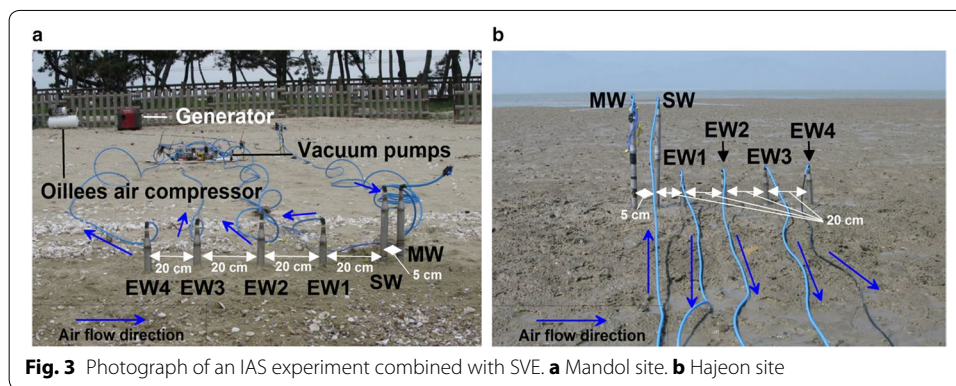 a
Generator
Vacuum pumps
Oillees air compressor
20 cm
20 cm
20 cm
20 cm
MW
5 cm
EW4
EW3
EW2
EW1
SW
Air flow direction
b
MW
SW
EW2
EW4
EW1
EW3
5 cm
20 cm
Air flow direction
Fig. 3 Photograph of an IAS experiment combined with SVE. a Mandol site. b Hajeon site